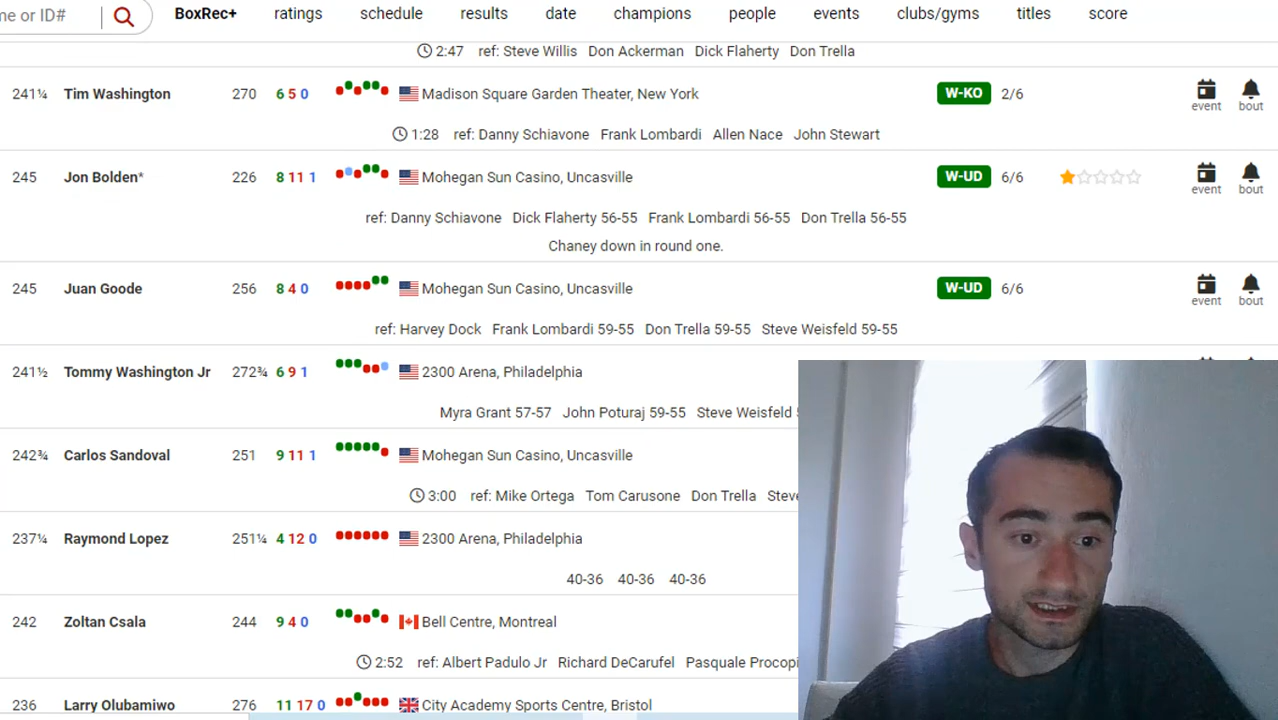 me or ID# BoxRec+ ratings schedule results date champions people events clubs/gyms titles score
2:47 ref: Steve Willis Don Ackerman Dick Flaherty Don Trella
241¼ Tim Washington 270 6 5 0 Madison Square Garden Theater, New York W-KO 2/6 event bout
1:28 ref: Danny Schiavone Frank Lombardi Allen Nace John Stewart
245 Jon Bolden* 226 8 11 1 Mohegan Sun Casino, Uncasville W-UD 6/6 event bout
ref: Danny Schiavone Dick Flaherty 56-55 Frank Lombardi 56-55 Don Trella 56-55
Chaney down in round one.
245 Juan Goode 256 8 4 0 Mohegan Sun Casino, Uncasville W-UD 6/6 event bout
ref: Harvey Dock Frank Lombardi 59-55 Don Trella 59-55 Steve Weisfeld 59-55
241½ Tommy Washington Jr 272¾ 6 9 1 2300 Arena, Philadelphia
Myra Grant 57-57 John Poturaj 59-55 Steve Weisfeld
242¾ Carlos Sandoval 251 9 11 1 Mohegan Sun Casino, Uncasville
3:00 ref: Mike Ortega Tom Carusone Don Trella Steve
237¼ Raymond Lopez 251¼ 4 12 0 2300 Arena, Philadelphia
40-36 40-36 40-36
242 Zoltan Csala 244 9 4 0 Bell Centre, Montreal
2:52 ref: Albert Padulo Jr Richard DeCarufel Pasquale Procopi
236 Larry Olubamiwo 276 11 17 0 City Academy Sports Centre, Bristol